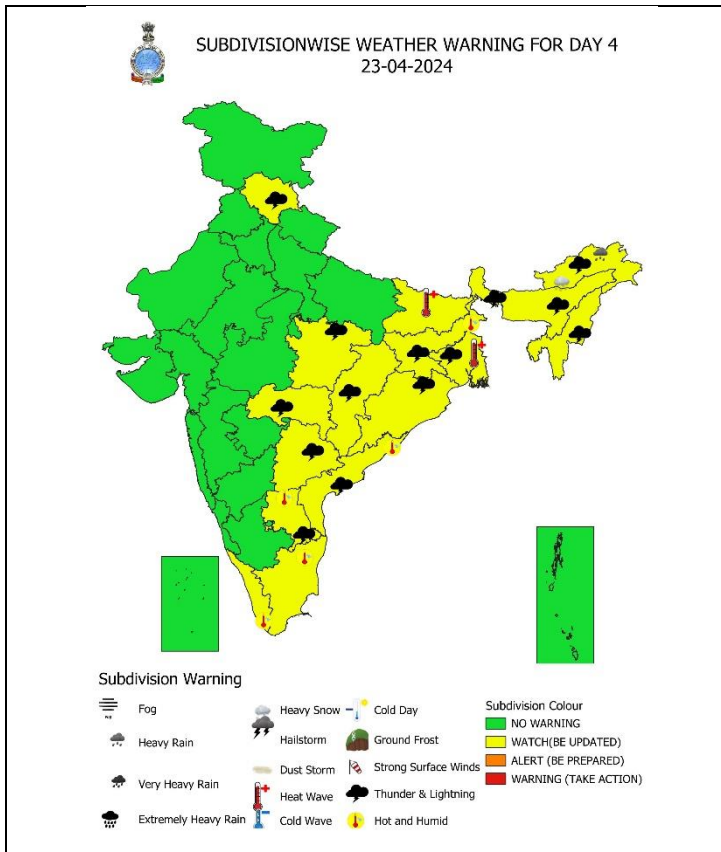 SUBDIVISIONWISE WEATHER WARNING FOR DAY 4
23-04-2024
Subdivision Warning
Fog
Heavy Rain
Very Heavy Rain
Extremely Heavy Rain
Heavy Snow
Hailstorm
Dust Storm
Heat Wave
Cold Wave
Cold Day
Ground Frost
Strong Surface Winds
Thunder & Lightning
Hot and Humid
Subdivision Colour
NO WARNING
WATCH(BE UPDATED)
ALERT (BE PREPARED)
WARNING (TAKE ACTION)